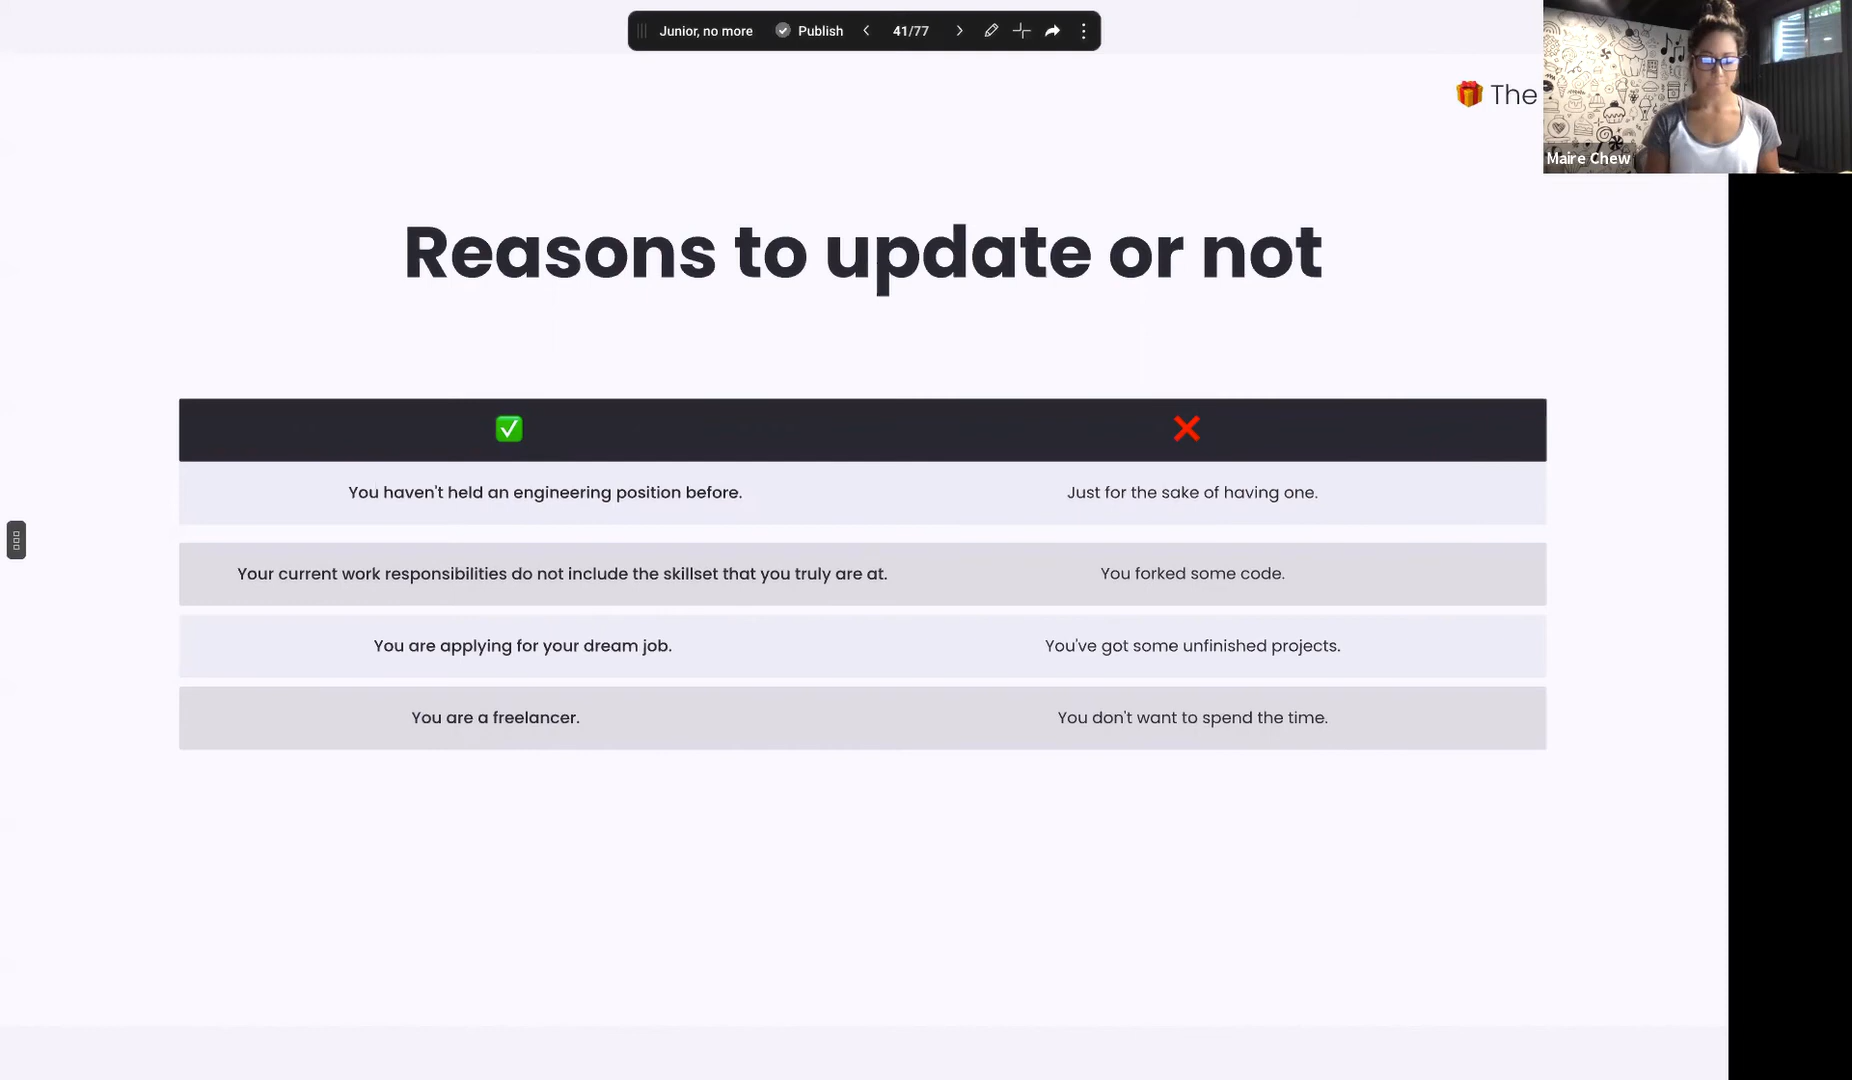 Junior, no more Publish 41/77
🎁 The
Maire Chew
Reasons to update or not
✅ ❌
You haven't held an engineering position before. Just for the sake of having one.
Your current work responsibilities do not include the skillset that you truly are at. You forked some code.
You are applying for your dream job. You've got some unfinished projects.
You are a freelancer. You don't want to spend the time.